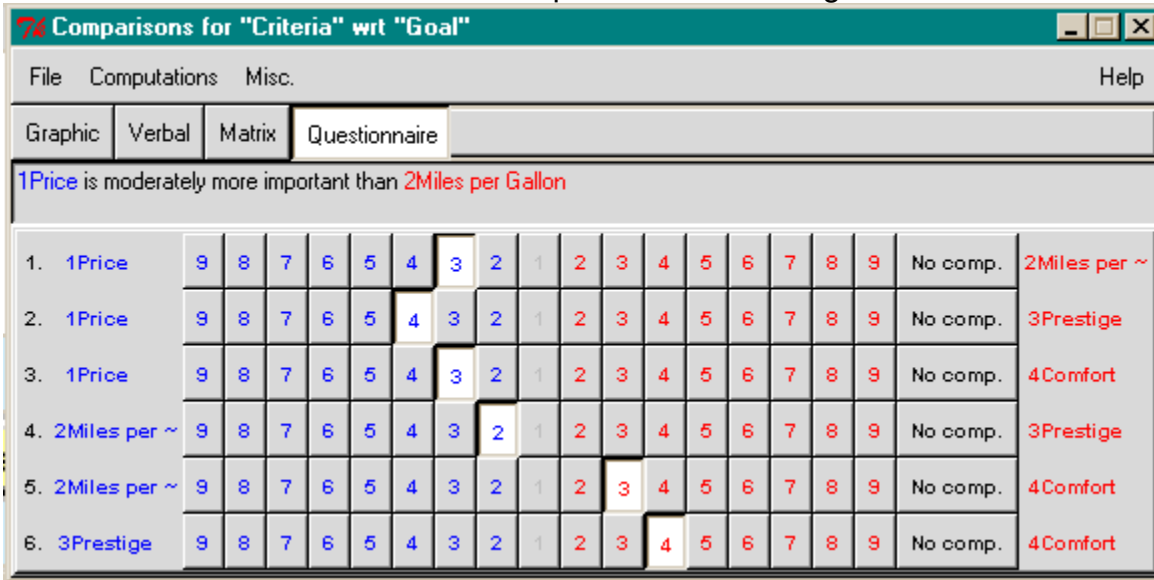 Comparisons for "Criteria" wrt "Goal"
File Computations Misc. Help
Graphic Verbal Matrix Questionnaire
1Price is moderately more important than 2Miles per Gallon
1. 1Price 9 8 7 6 5 4 3 2 1 2 3 4 5 6 7 8 9 No comp. 2Miles per ~
2. 1Price 9 8 7 6 5 4 3 2 1 2 3 4 5 6 7 8 9 No comp. 3Prestige
3. 1Price 9 8 7 6 5 4 3 2 1 2 3 4 5 6 7 8 9 No comp. 4Comfort
4. 2Miles per ~ 9 8 7 6 5 4 3 2 1 2 3 4 5 6 7 8 9 No comp. 3Prestige
5. 2Miles per ~ 9 8 7 6 5 4 3 2 1 2 3 4 5 6 7 8 9 No comp. 4Comfort
6. 3Prestige 9 8 7 6 5 4 3 2 1 2 3 4 5 6 7 8 9 No comp. 4Comfort